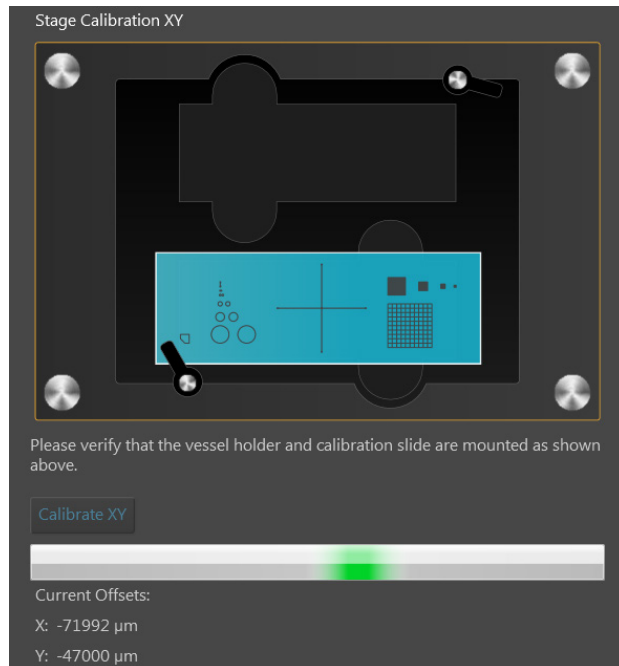 Stage Calibration XY
Please verify that the vessel holder and calibration slide are mounted as shown
above.
Calibrate XY
Current Offsets:
X: -71992 µm
Y: -47000 µm